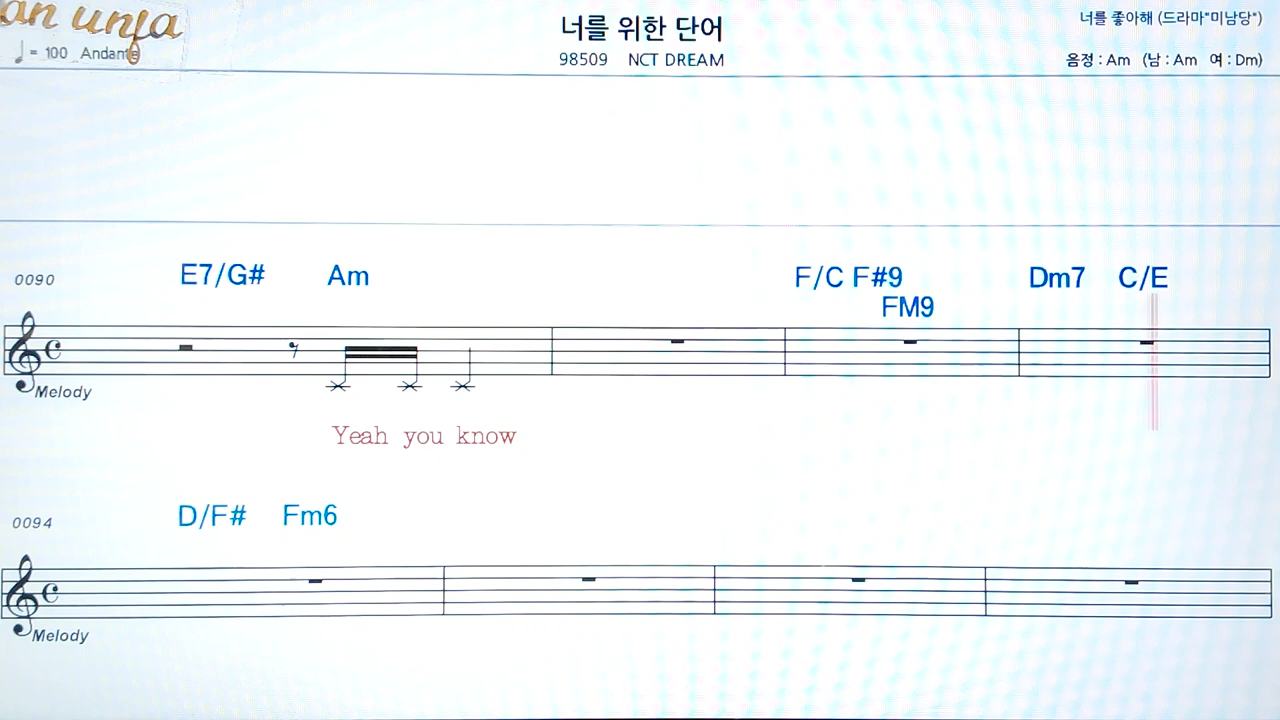 an unja
너를 위한 단어
너를 좋아해 (드라마"미남당")
♩ = 100 Andante
98509 NCT DREAM
음정 : Am (남 : Am 여 : Dm)
0090 E7/G# Am F/C F#9 Dm7 C/E
FM9
Melody
Yeah you know
0094 D/F# Fm6
Melody